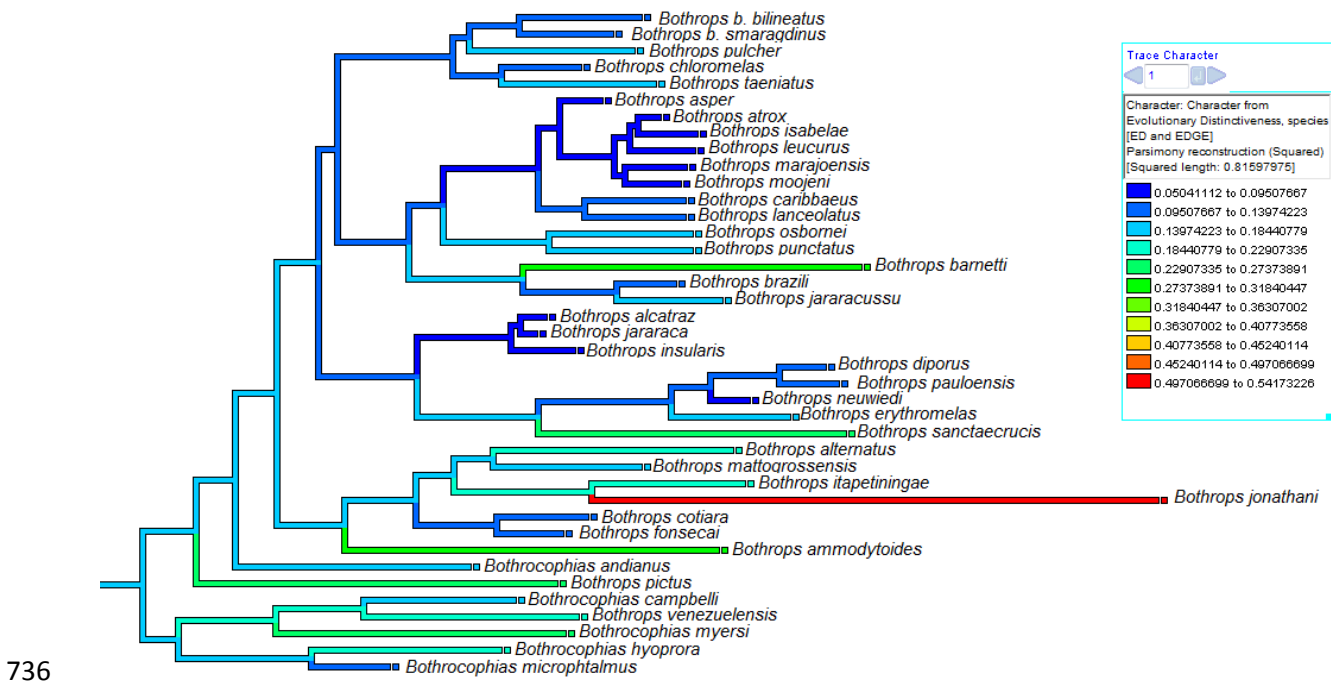 Bothrops b. bilineatus
Bothrops b. smaragdinus
Bothrops pulcher
Bothrops chloromelas
Bothrops taeniatus
Bothrops asper
Bothrops atrox
Bothrops isabelae
Bothrops leucurus
Bothrops marajoensis
Bothrops moojeni
Bothrops caribbaeus
Bothrops lanceolatus
Bothrops osbornei
Bothrops punctatus
Bothrops barnetti
Bothrops brazili
Bothrops jararacussu
Bothrops alcatraz
Bothrops jararaca
Bothrops insularis
Bothrops diporus
Bothrops pauloensis
Bothrops neuwiedi
Bothrops erythromelas
Bothrops sanctaecrucis
Bothrops alternatus
Bothrops mattogrossensis
Bothrops itapetiningae
Bothrops jonathani
Bothrops cotiara
Bothrops fonsecai
Bothrops ammodytoides
Bothrocophias andianus
Bothrops pictus
Bothrocophias campbelli
Bothrops venezuelensis
Bothrocophias myersi
Bothrocophias hyoprora
Bothrocophias microphtalmus
Trace Character
1
Character: Character from
Evolutionary Distinctiveness, species
[ED and EDGE]
Parsimony reconstruction (Squared)
[Squared length: 0.81597975]
0.05041112 to 0.09507667
0.09507667 to 0.13974223
0.13974223 to 0.18440779
0.18440779 to 0.22907335
0.22907335 to 0.27373891
0.27373891 to 0.31840447
0.31840447 to 0.36307002
0.36307002 to 0.40773558
0.40773558 to 0.45240114
0.45240114 to 0.497066699
0.497066699 to 0.54173226
736